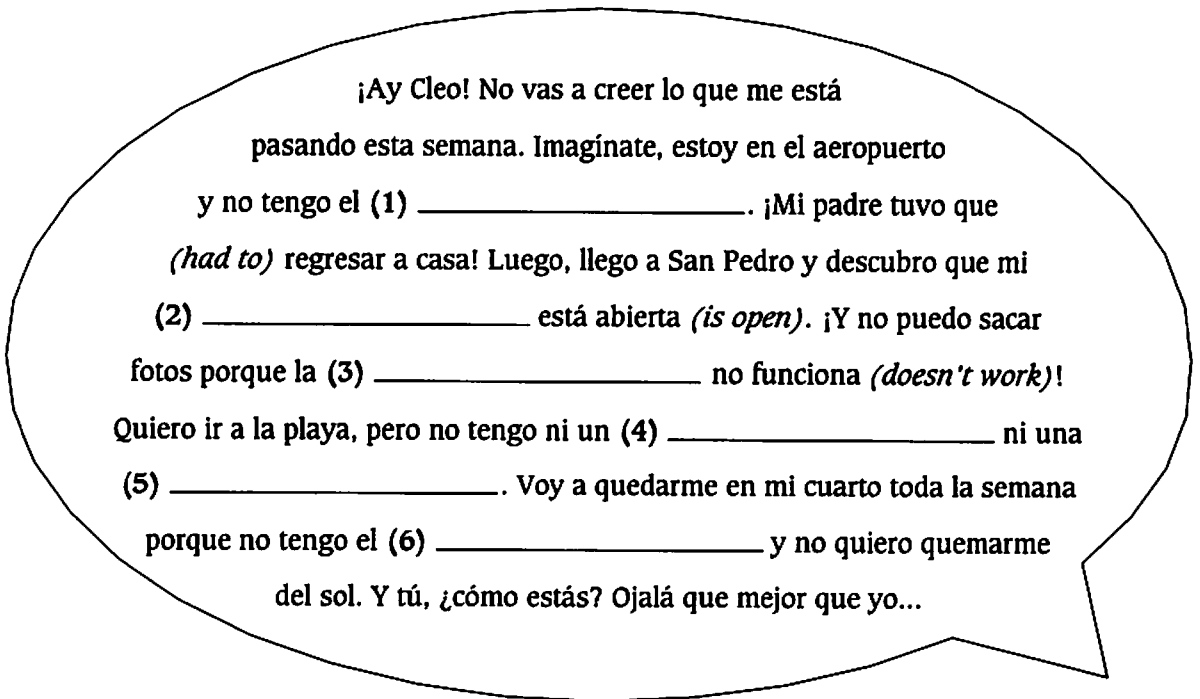 ¡Ay Cleo! No vas a creer lo que me está
pasando esta semana. Imagínate, estoy en el aeropuerto
y no tengo el (1) ____________________. ¡Mi padre tuvo que
(had to) regresar a casa! Luego, llego a San Pedro y descubro que mi
(2) ____________________ está abierta (is open). ¡Y no puedo sacar
fotos porque la (3) ____________________ no funciona (doesn't work)!
Quiero ir a la playa, pero no tengo ni un (4) ____________________ ni una
(5) ____________________. Voy a quedarme en mi cuarto toda la semana
porque no tengo el (6) ____________________ y no quiero quemarme
del sol. Y tú, ¿cómo estás? Ojalá que mejor que yo...